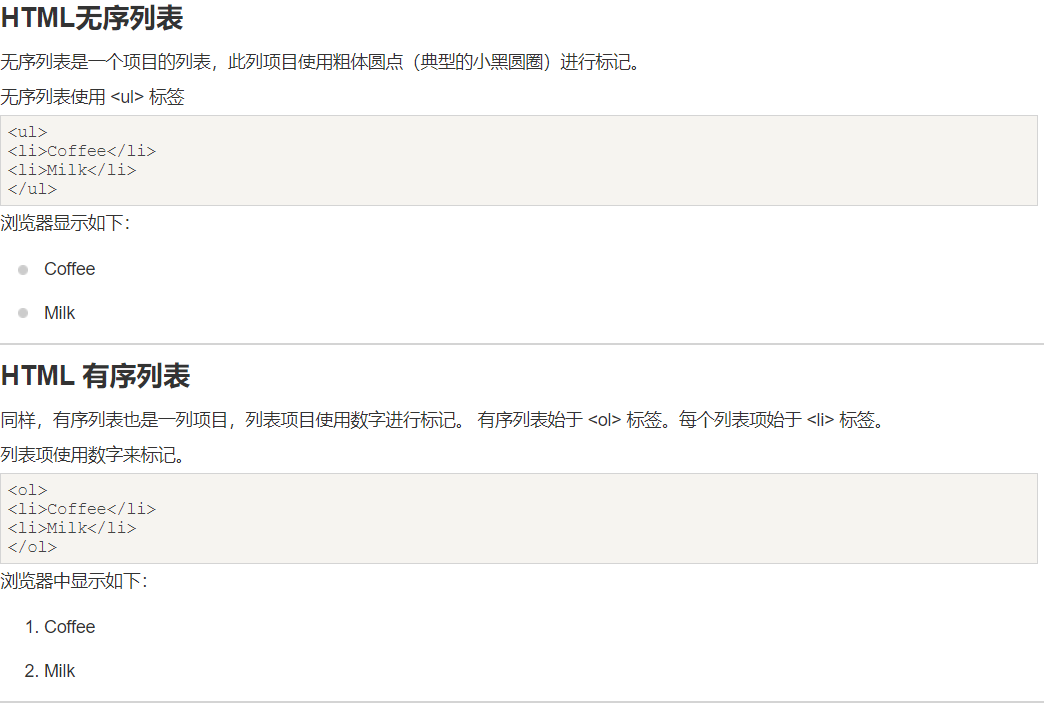 HTML无序列表
无序列表是一个项目的列表，此列项目使用粗体圆点（典型的小黑圆圈）进行标记。
无序列表使用 <ul> 标签
<ul>
<li>Coffee</li>
<li>Milk</li>
</ul>
浏览器显示如下：
Coffee
Milk
HTML 有序列表
同样，有序列表也是一列项目，列表项目使用数字进行标记。 有序列表始于 <ol> 标签。每个列表项始于 <li> 标签。
列表项使用数字来标记。
<ol>
<li>Coffee</li>
<li>Milk</li>
</ol>
浏览器中显示如下：
1. Coffee
2. Milk